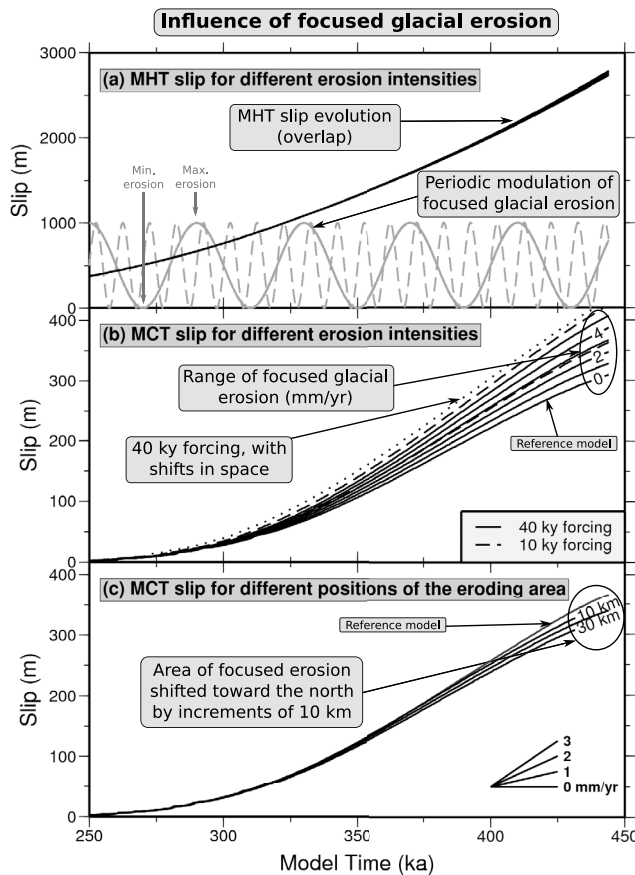 Influence of focused glacial erosion
3000
2000
1000
0
Slip (m)
(a) MHT slip for different erosion intensities
MHT slip evolution
(overlap)
Min.
erosion
Max.
erosion
Periodic modulation of
focused glacial erosion
400
300
200
100
0
Slip (m)
(b) MCT slip for different erosion intensities
4
2
0
Range of focused glacial
erosion (mm/yr)
40 ky forcing, with
shifts in space
Reference model
40 ky forcing
10 ky forcing
400
300
200
100
0
Slip (m)
(c) MCT slip for different positions of the eroding area
Reference model
10 km
30 km
Area of focused erosion
shifted toward the north
by increments of 10 km
3
2
1
0 mm/yr
250
300
350
400
450
Model Time (ka)